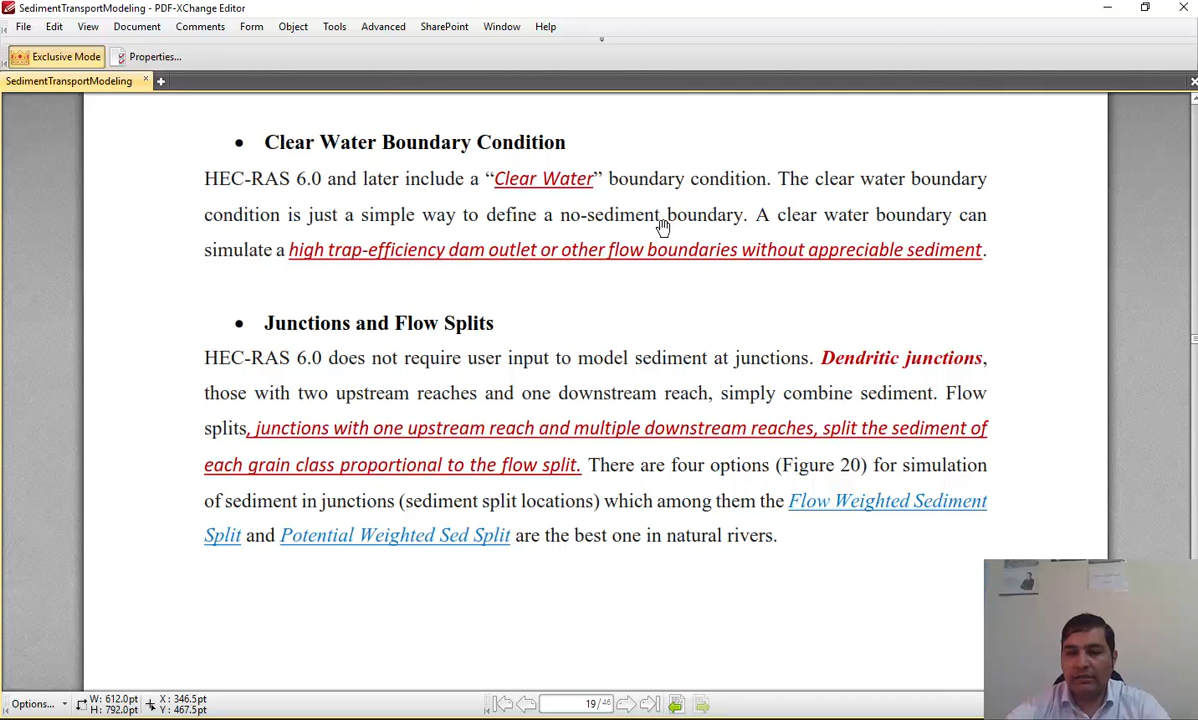 SedimentTransportModeling - PDF-XChange Editor
File Edit View Document Comments Form Object Tools Advanced SharePoint Window Help
Exclusive Mode Properties...
SedimentTransportModeling
• Clear Water Boundary Condition
HEC-RAS 6.0 and later include a “Clear Water” boundary condition. The clear water boundary
condition is just a simple way to define a no-sediment boundary. A clear water boundary can
simulate a high trap-efficiency dam outlet or other flow boundaries without appreciable sediment.
• Junctions and Flow Splits
HEC-RAS 6.0 does not require user input to model sediment at junctions. Dendritic junctions,
those with two upstream reaches and one downstream reach, simply combine sediment. Flow
splits, junctions with one upstream reach and multiple downstream reaches, split the sediment of
each grain class proportional to the flow split. There are four options (Figure 20) for simulation
of sediment in junctions (sediment split locations) which among them the Flow Weighted Sediment
Split and Potential Weighted Sed Split are the best one in natural rivers.
Options... W: 612.0pt X: 346.5pt 19/46
H: 792.0pt Y: 467.5pt